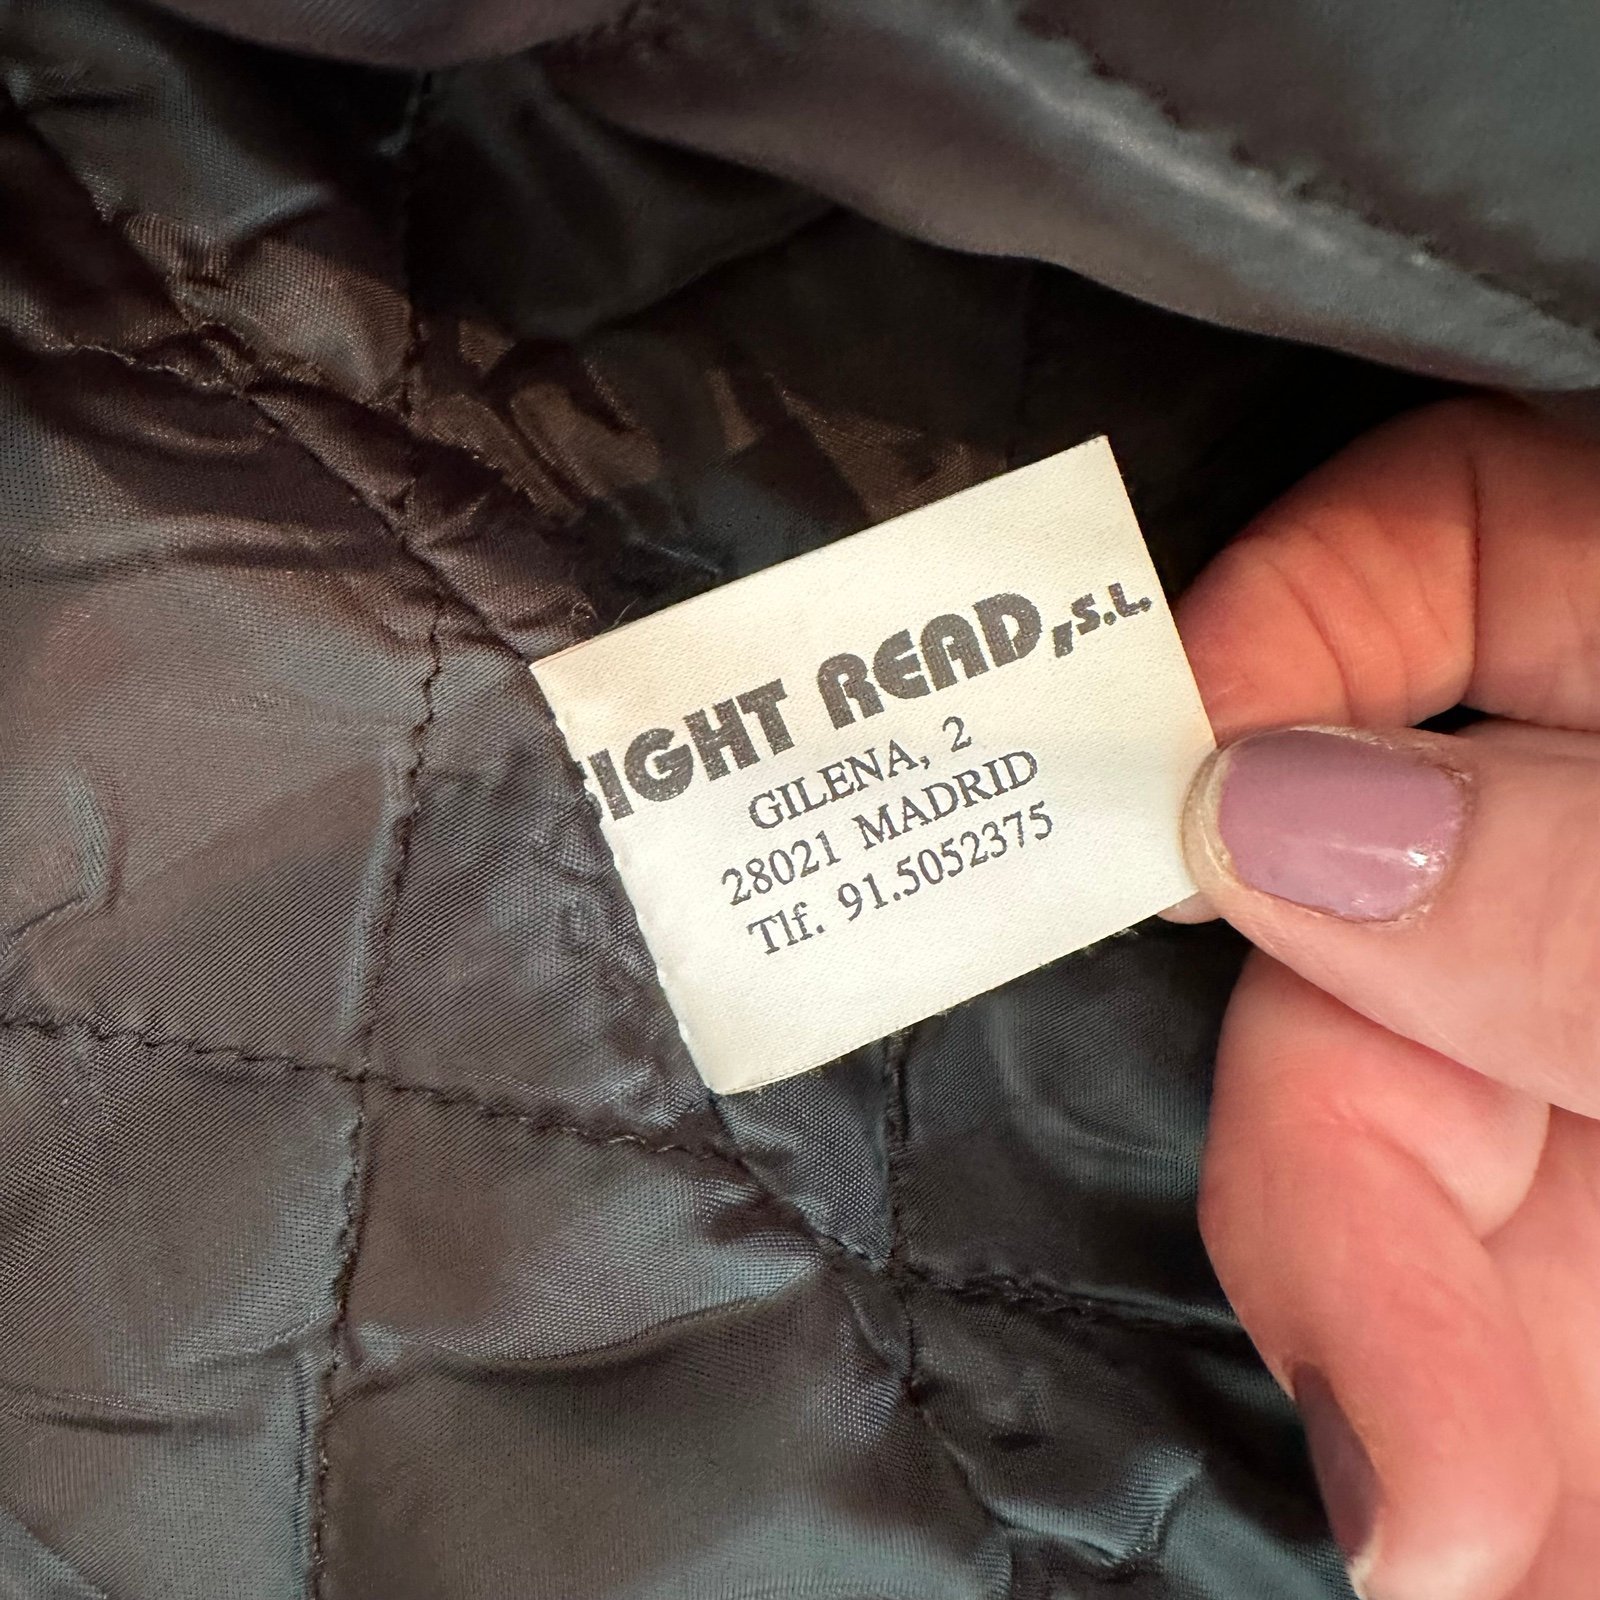 IGHT READ, S.L.
GILENA, 2
28021 MADRID
Tlf. 91.5052375